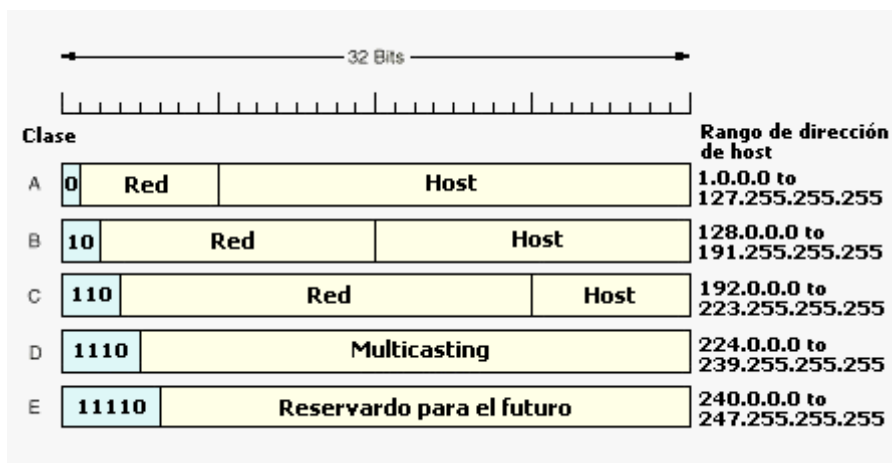 32 Bits
Clase
Rango de dirección
de host
A
0
Red
Host
1.0.0.0 to
127.255.255.255
B
10
Red
Host
128.0.0.0 to
191.255.255.255
C
110
Red
Host
192.0.0.0 to
223.255.255.255
D
1110
Multicasting
224.0.0.0 to
239.255.255.255
E
11110
Reservardo para el futuro
240.0.0.0 to
247.255.255.255